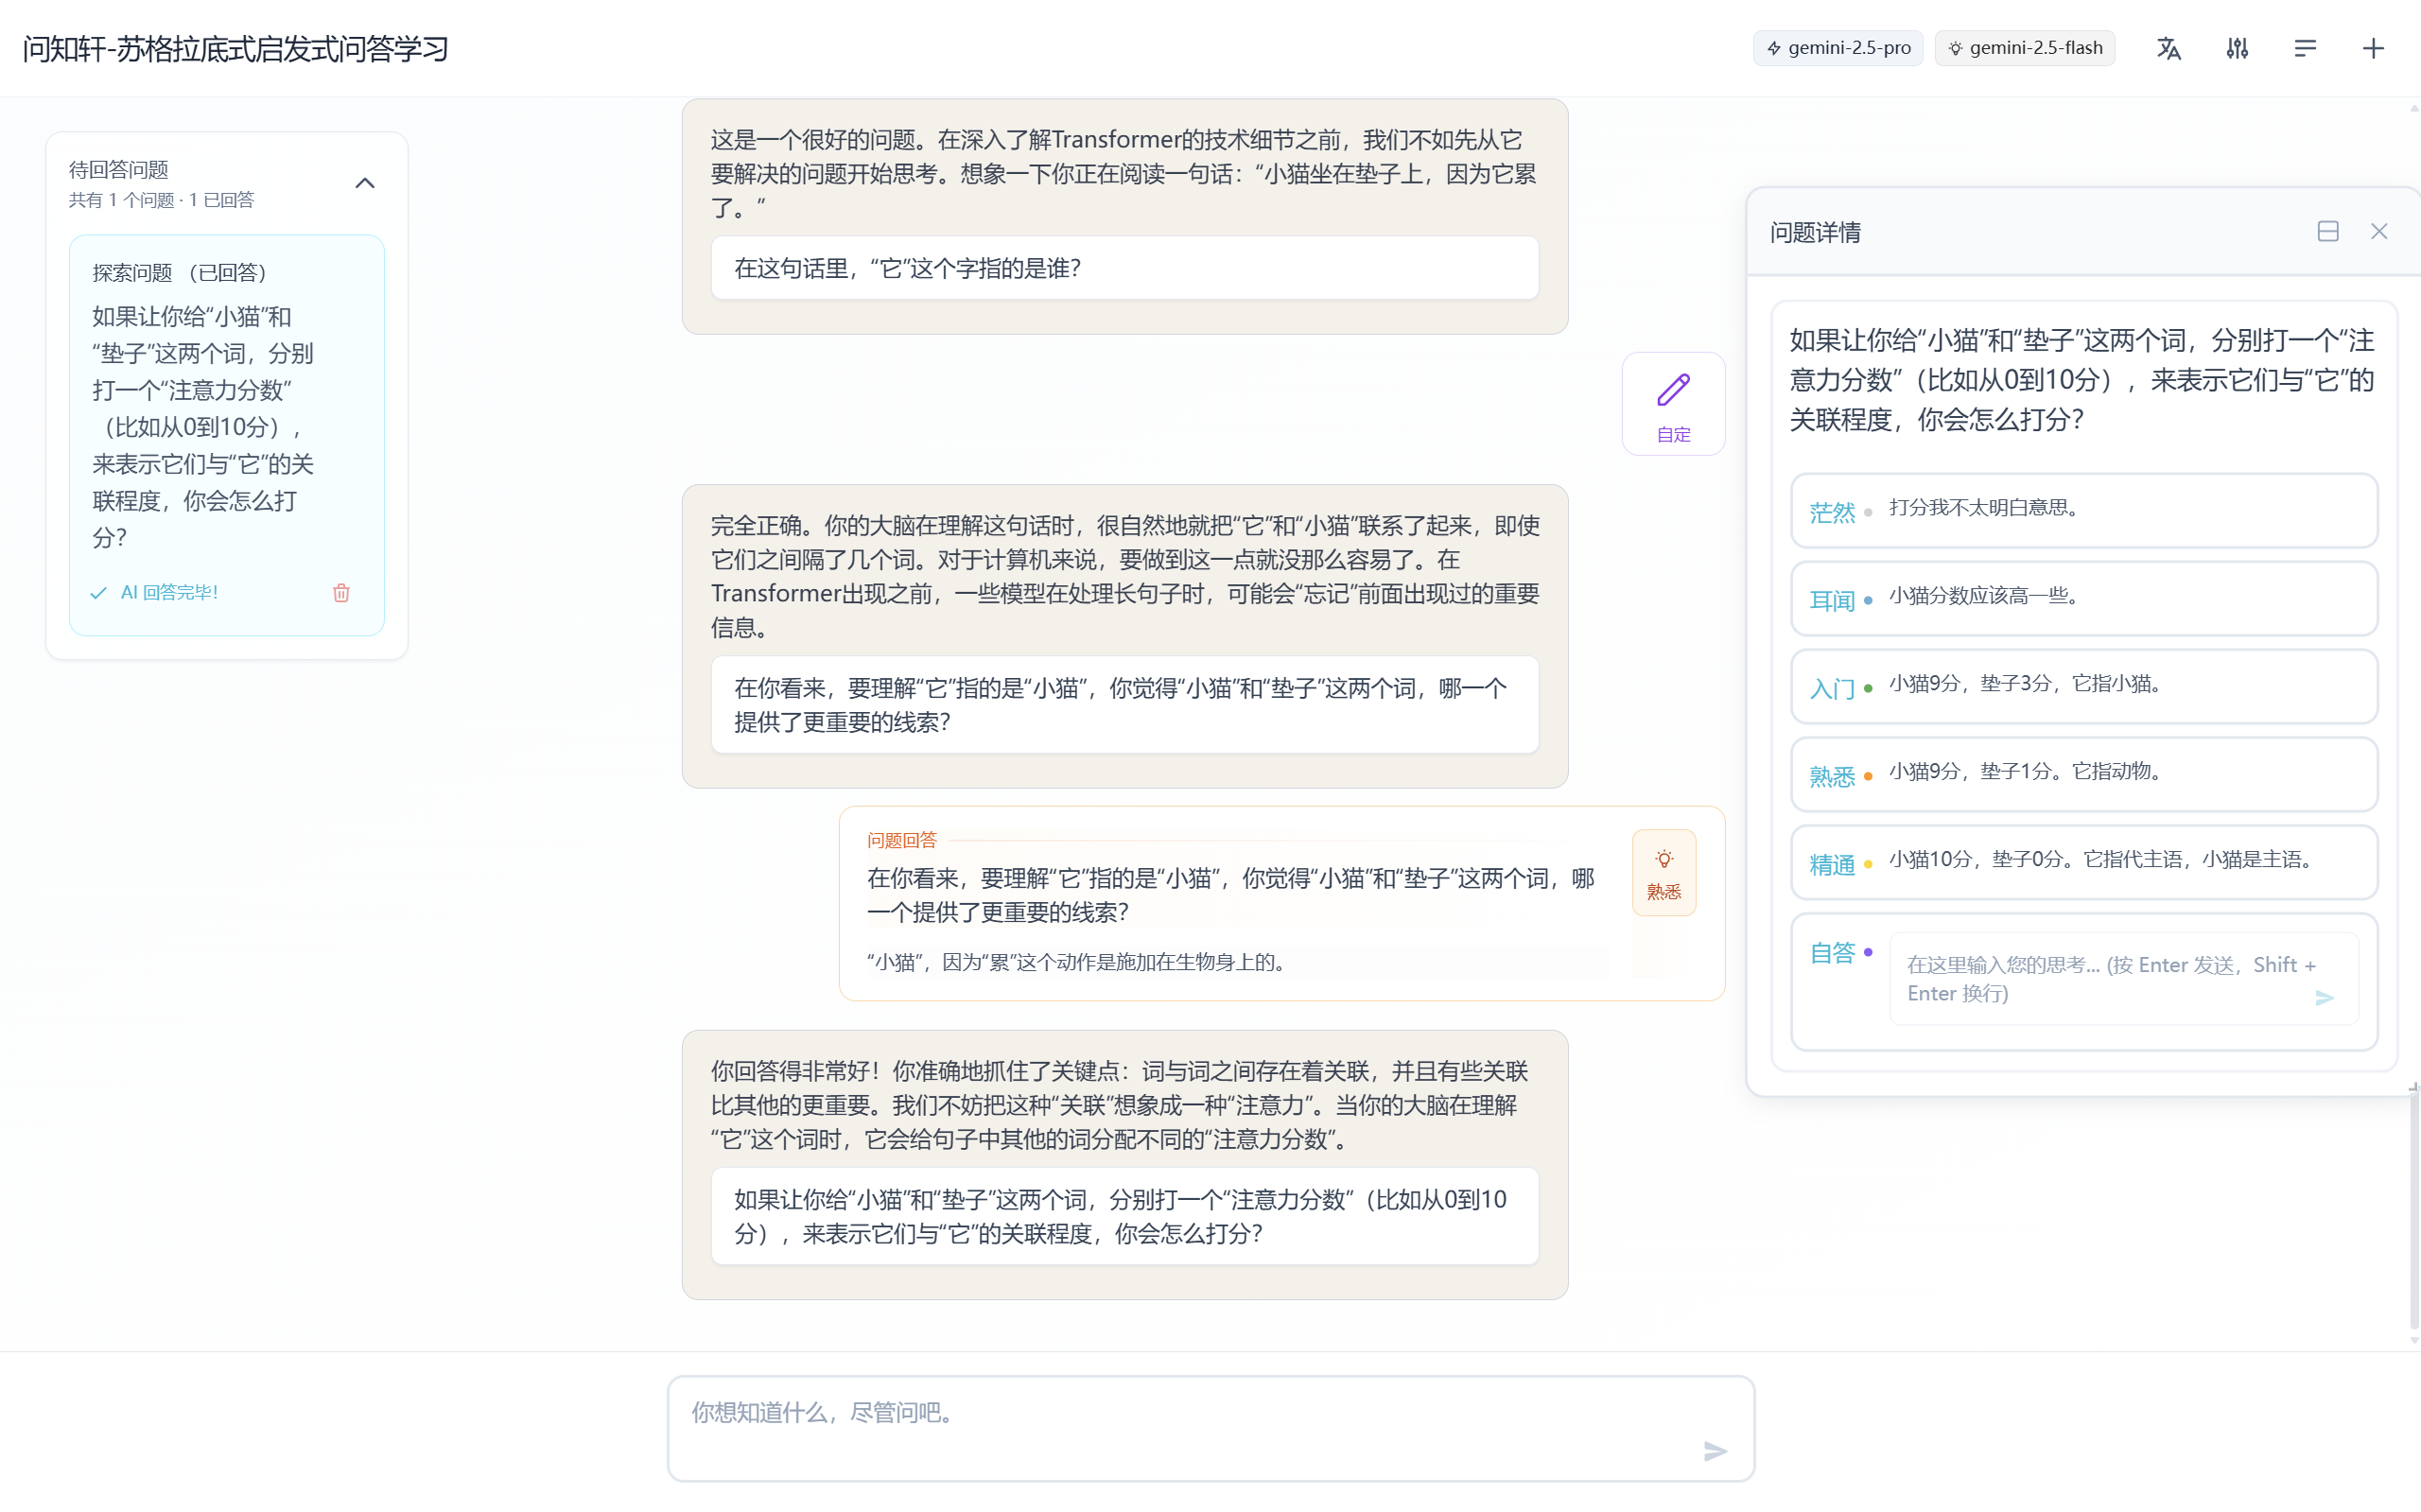 问知轩-苏格拉底式启发式问答学习
gemini-2.5-pro
gemini-2.5-flash
待回答问题
共有 1 个问题 · 1 已回答
探索问题 （已回答）
如果让你给“小猫”和
“垫子”这两个词，分别
打一个“注意力分数”
（比如从0到10分），
来表示它们与“它”的关
联程度，你会怎么打
分？
AI 回答完毕！
这是一个很好的问题。在深入了解Transformer的技术细节之前，我们不如先从它
要解决的问题开始思考。想象一下你正在阅读一句话：“小猫坐在垫子上，因为它累
了。”
在这句话里，“它”这个字指的是谁？
自定
完全正确。你的大脑在理解这句话时，很自然地就把“它”和“小猫”联系了起来，即使
它们之间隔了几个词。对于计算机来说，要做到这一点就没那么容易了。在
Transformer出现之前，一些模型在处理长句子时，可能会“忘记”前面出现过的重要
信息。
在你看来，要理解“它”指的是“小猫”，你觉得“小猫”和“垫子”这两个词，哪一个
提供了更重要的线索？
问题回答
在你看来，要理解“它”指的是“小猫”，你觉得“小猫”和“垫子”这两个词，哪
一个提供了更重要的线索？
“小猫”，因为“累”这个动作是施加在生物身上的。
熟悉
你回答得非常好！你准确地抓住了关键点：词与词之间存在着关联，并且有些关联
比其他的更重要。我们不妨把这种“关联”想象成一种“注意力”。当你的大脑在理解
“它”这个词时，它会给句子中其他的词分配不同的“注意力分数”。
如果让你给“小猫”和“垫子”这两个词，分别打一个“注意力分数”（比如从0到10
分），来表示它们与“它”的关联程度，你会怎么打分？
问题详情
如果让你给“小猫”和“垫子”这两个词，分别打一个“注
意力分数”（比如从0到10分），来表示它们与“它”的
关联程度，你会怎么打分？
茫然 打分我不太明白意思。
耳闻 小猫分数应该高一些。
入门 小猫9分，垫子3分，它指小猫。
熟悉 小猫9分，垫子1分。它指动物。
精通 小猫10分，垫子0分。它指代主语，小猫是主语。
自答 在这里输入您的思考... (按 Enter 发送，Shift +
Enter 换行)
你想知道什么，尽管问吧。